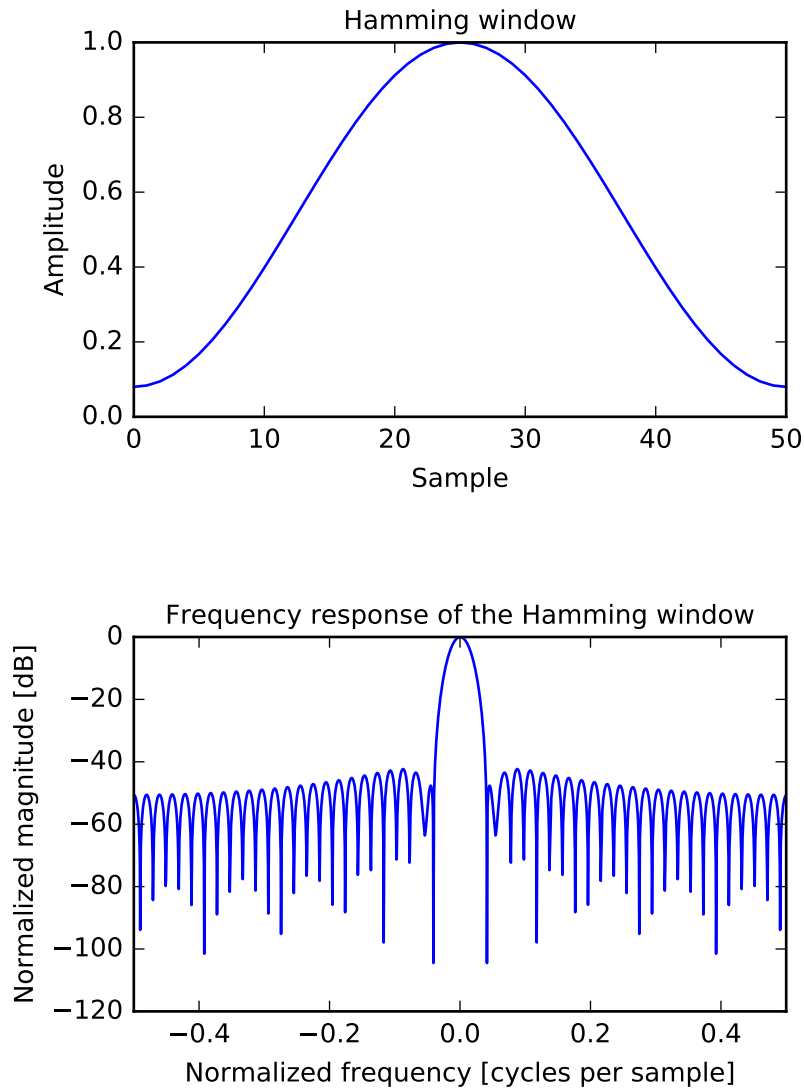 Hamming window
1.0
0.8
0.6
0.4
0.2
0.0
Amplitude
0 10 20 30 40 50
Sample
Frequency response of the Hamming window
0
−20
−40
−60
−80
−100
−120
Normalized magnitude [dB]
−0.4 −0.2 0.0 0.2 0.4
Normalized frequency [cycles per sample]